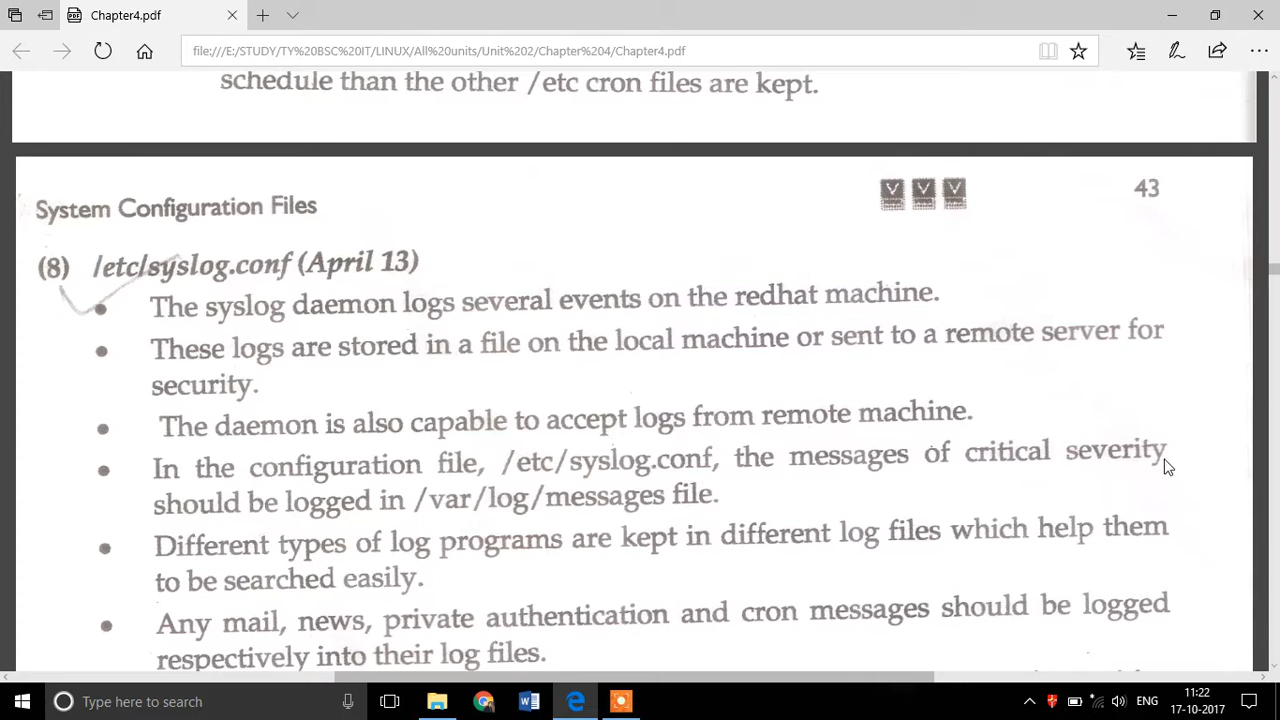 Chapter4.pdf
file:///E:/STUDY/TY%20BSC%20IT/LINUX/All%20units/Unit%202/Chapter%204/Chapter4.pdf
schedule than the other /etc cron files are kept.
System Configuration Files
43
(8) /etc/syslog.conf (April 13)
• The syslog daemon logs several events on the redhat machine.
• These logs are stored in a file on the local machine or sent to a remote server for
security.
• The daemon is also capable to accept logs from remote machine.
• In the configuration file, /etc/syslog.conf, the messages of critical severity
should be logged in /var/log/messages file.
• Different types of log programs are kept in different log files which help them
to be searched easily.
• Any mail, news, private authentication and cron messages should be logged
respectively into their log files.
Type here to search
ENG
11:22
17-10-2017